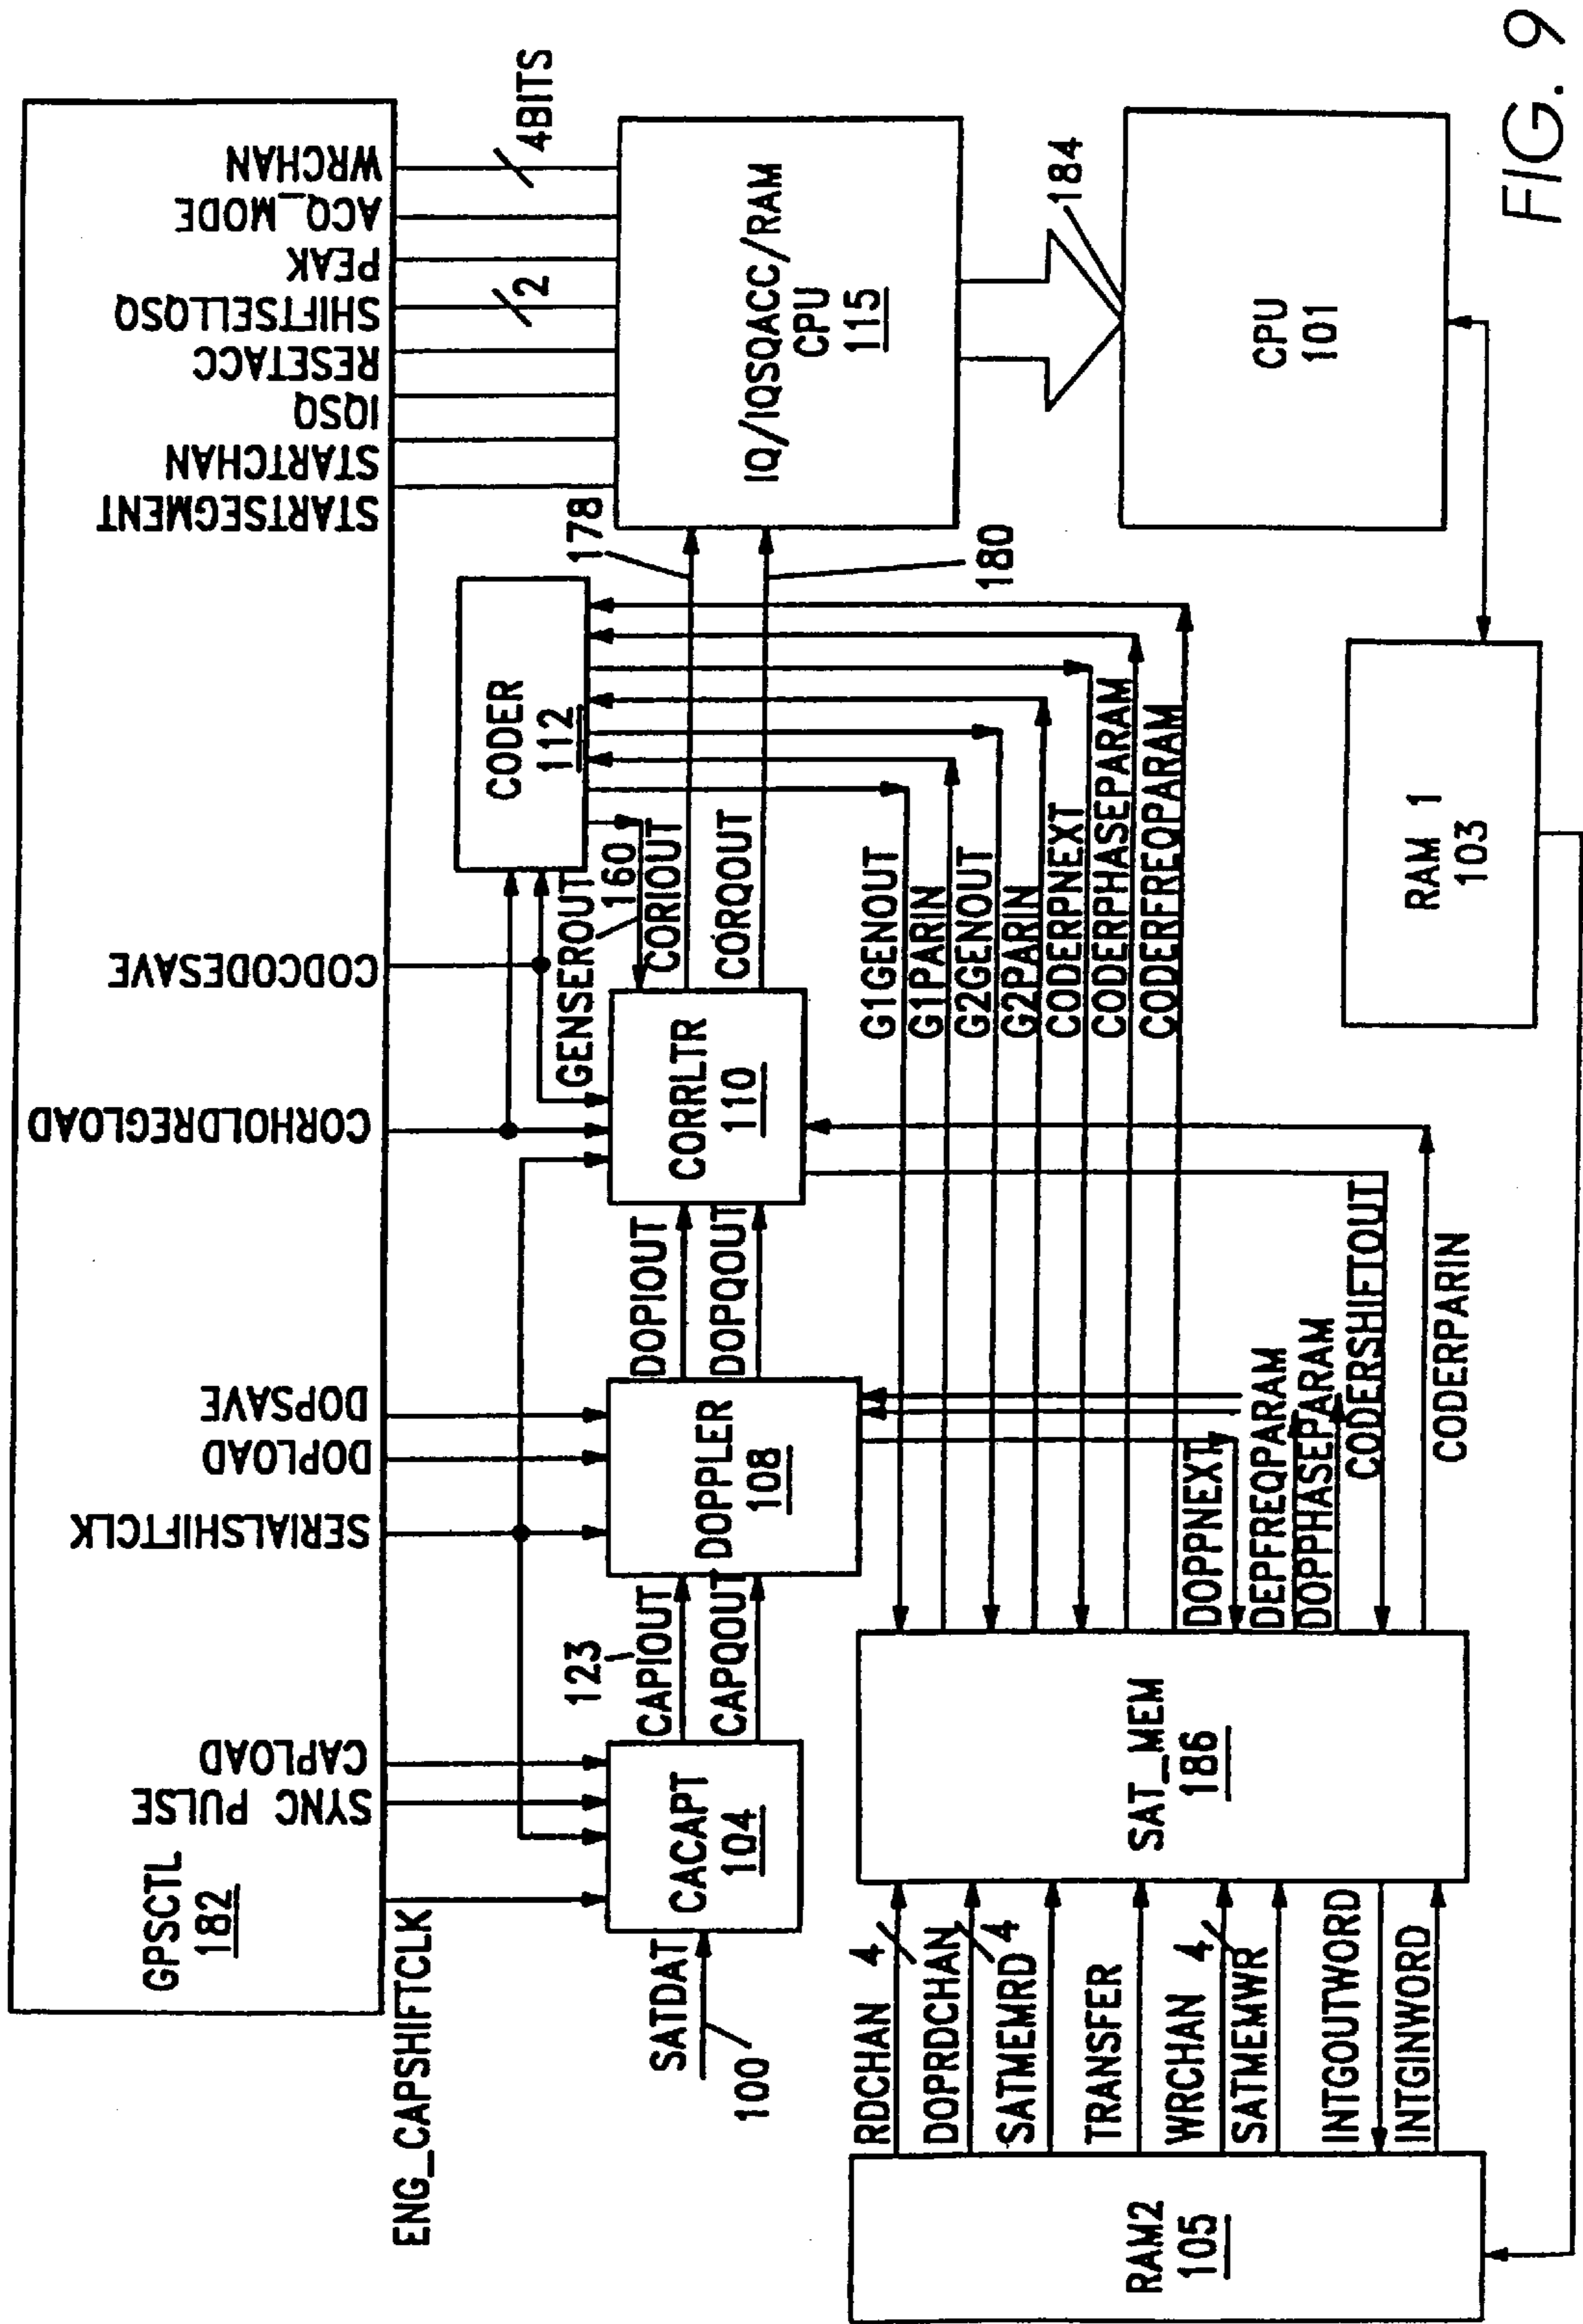 GPSCTL
182
ENG_CAPSHIFTCLK
SYNC PULSE
CAPLOAD
SERIALSHIFTCLK
DOPLOAD
DOPSAVE
CORHOLDREGLOAD
CODCODESAVE
STARTSEGMENT
STARTCHAN
IQSQ
RESETACC
SHIFTSELLQSQ
2
PEAK
ACQ_MODE
WRCHAN
4BITS
SATDAT
100
CACAPT
104
123
CAPIOUT
CAPQOUT
DOPPLER
108
DOPIOUT
DOPQOUT
CORRLTR
110
GENSEROUT
160
CORIOUT
CORQOUT
CODER
112
178
180
IQ/IQSQACC/RAM
CPU
115
184
CPU
101
RAM 1
103
G1GENOUT
G1PARIN
G2GENOUT
G2PARIN
CODERPNEXT
CODERPHASEPARAM
CODERFREQPARAM
DOPPNEXT
DEPFREQPARAM
DOPPHASEPARAM
CODERSHIFTOUT
CODERPARIN
SAT_MEM
186
RDCHAN
4
DOPRDCHAN
4
SATMEMRD
TRANSFER
WRCHAN
4
SATMEMWR
INTGOUTWORD
INTGINWORD
RAM2
105
FIG. 9